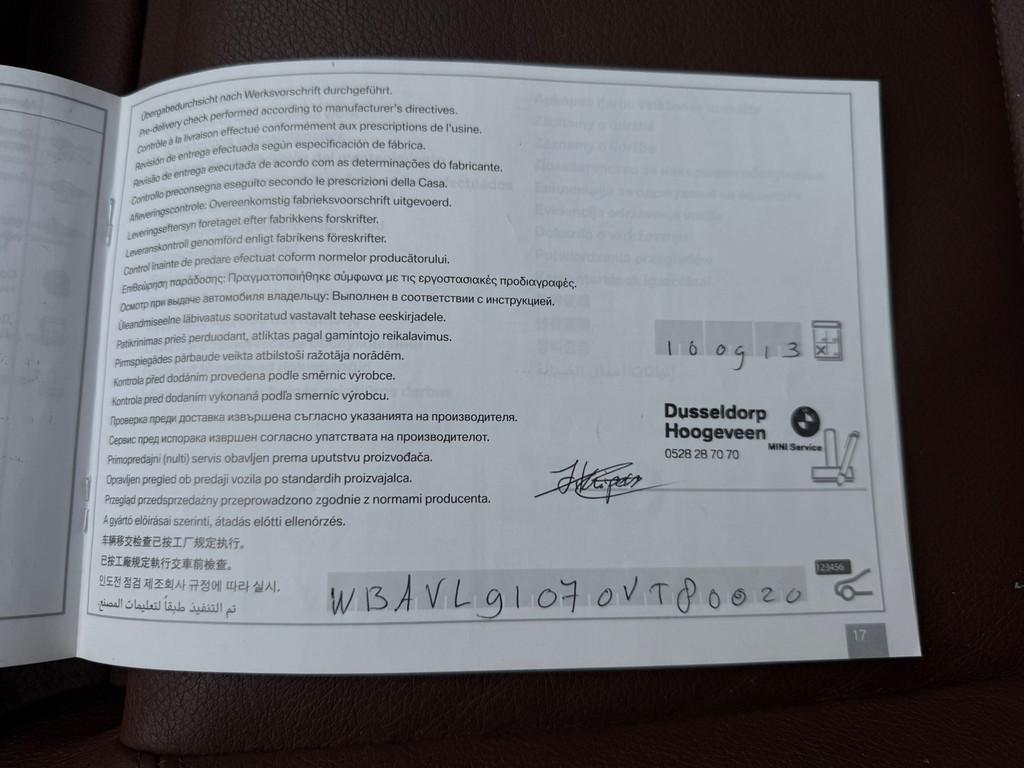 Übergabedurchsicht nach Werksvorschrift durchgeführt.
Pre-delivery check performed according to manufacturer's directives.
Contrôle à la livraison effectué conformément aux prescriptions de l'usine.
Revisión de entrega efectuada según especificación de fábrica.
Revisão de entrega executada de acordo com as determinações do fabricante.
Controllo preconsegna eseguito secondo le prescrizioni della Casa.
Afleveringscontrole: Overeenkomstig fabrieksvoorschrift uitgevoerd.
Leveringseftersyn foretaget efter fabrikkens forskrifter.
Leveranskontroll genomförd enligt fabrikens föreskrifter.
Control înainte de predare efectuat coform normelor producătorului.
Επιθεώρηση παράδοσης: Πραγματοποιήθηκε σύμφωνα με τις εργοστασιακές προδιαγραφές.
Осмотр при выдаче автомобиля владельцу: Выполнен в соответствии с инструкцией.
Üleandmiseelne läbivaatus sooritatud vastavalt tehase eeskirjadele.
Patikrinimas prieš perduodant, atliktas pagal gamintojo reikalavimus.
Pirmspiegādes pārbaude veikta atbilstoši ražotāja norādēm.
Kontrola před dodáním provedena podle směrnic výrobce.
Kontrola pred dodaním vykonaná podľa smerníc výrobcu.
Проверка преди доставка извършена съгласно указанията на производителя.
Сервис пред испорака извршен согласно упатствата на производителот.
Primopredajni (nulti) servis obavljen prema uputstvu proizvođača.
Opravljen pregled ob predaji vozila po standardih proizvajalca.
Przegląd przedsprzedażny przeprowadzono zgodnie z normami producenta.
A gyártó előírásai szerinti, átadás előtti ellenőrzés.
车辆移交检查已按工厂规定执行。
已按工廠規定執行交車前檢查。
인도전 점검 제조회사 규정에 따라 실시.
تم التنفيذ طبقاً لتعليمات المصنع.
160913
Dusseldorp
Hoogeveen
MINI Service
0528 28 70 70
123456
WBAVL91070VT80020
17